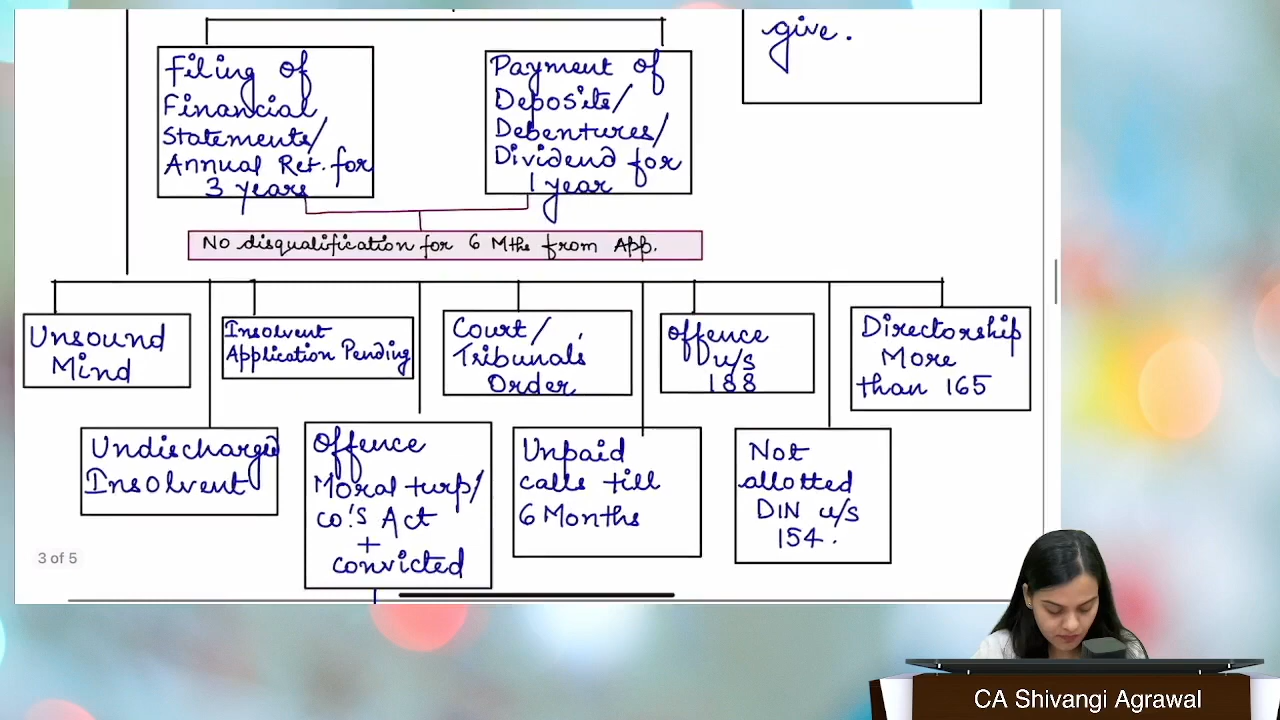 give.
Filing of
Financial
Statements/
Annual Ret. for
3 years
Payment of
Deposits/
Debentures/
Dividend for
1 year
No disqualification for 6 Mths from App.
Unsound
Mind
Insolvent
Application Pending
Court/
Tribunals
Order
Offence
u/s
188
Directorship
More
than 165
Undischarged
Insolvent
Offence
Moral turp/
Co's Act
+
convicted
Unpaid
calls till
6 Months
Not
allotted
DIN u/s
154.
3 of 5
CA Shivangi Agrawal